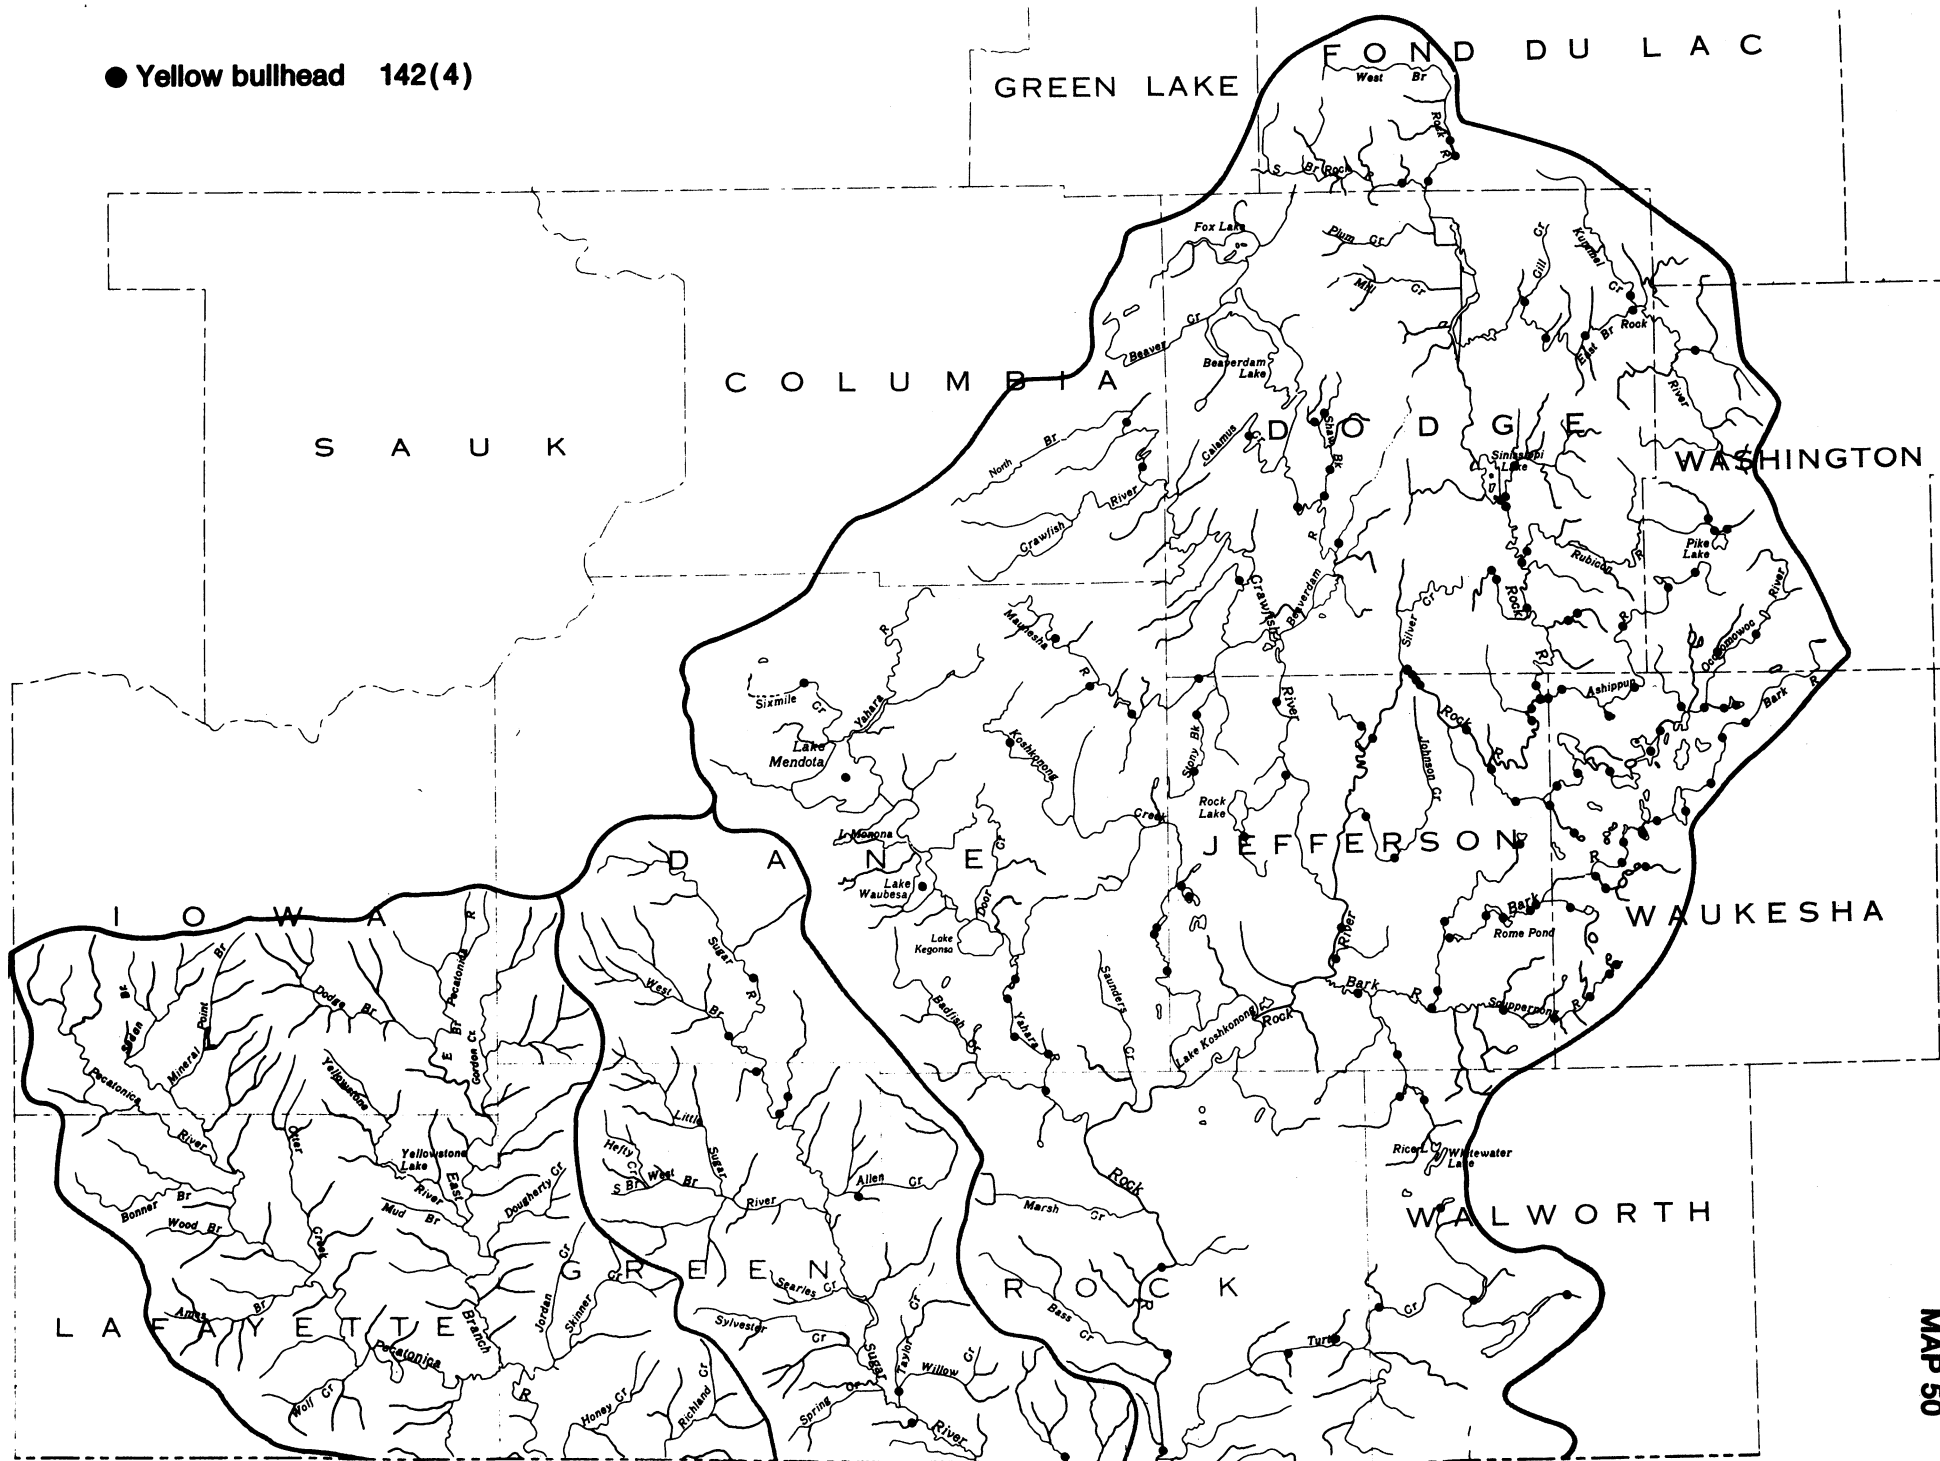 ● Yellow bullhead 142(4)
FOND DU LAC
GREEN LAKE
West Br
Rock R
S Br Rock R
Fox Lake
Plum Cr
Gill Cr
Kummel Cr
Mill Cr
Beaver Cr
East Br Rock River
COLUMBIA
Beaverdam Lake
SAUK
DODGE
North Br
Calamus Cr
Shaw Bk
Sinissippi Lake
WASHINGTON
Crawfish River
Pike Lake
Rubicon R
Beaverdam R
Crawfish River
Rock R
Silver Cr
Maunesha R
Oconomowoc River
Sixmile Cr
Yahara R
Ashippun R
Bark R
Lake Mendota
Koshkonong Creek
Stony Bk
Johnson Cr
Rock R
Rock Lake
L Monona
JEFFERSON
DANE
Lake Waubesa
Door Cr
Lake Kegonsa
Bark R
Rome Pond
WAUKESHA
IOWA
Sugar R
West Br
River
Bark R
Scuppernong R
Mineral Point Br
Dodge Br
Pecatonica R
E Br
Gordon Cr
Badfish Cr
Yahara R
Saunders Cr
Lake Koshkonong
Rock
Pecatonica River
Yellowstone River
Otter Creek
Yellowstone Lake
Little Sugar River
Hefty Cr
S Br West Br
Allen Cr
Rice L
Whitewater Lake
Bonner Br
Wood Br
Mud Br
East Branch
Dougherty Cr
Marsh Cr
Rock R
WALWORTH
GREEN
ROCK
Searles Cr
Ames Br
LAFAYETTE
Jordan Cr
Skinner Cr
Sylvester Cr
Sugar River
Taylor Cr
Bass Cr
Turtle Cr
Pecatonica R
Wolf Cr
Honey Cr
Richland Cr
Spring Cr
Willow Cr
MAP 50